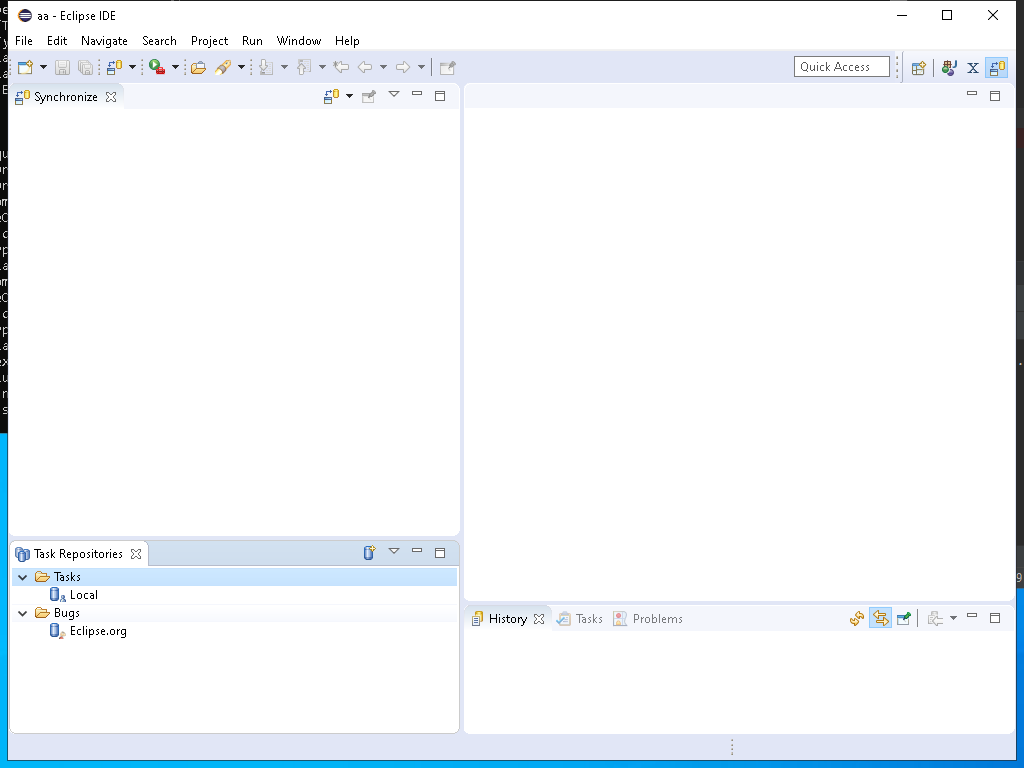 aa - Eclipse IDE
File Edit Navigate Search Project Run Window Help
Quick Access
Synchronize
Task Repositories
Tasks
Local
Bugs
Eclipse.org
History Tasks Problems